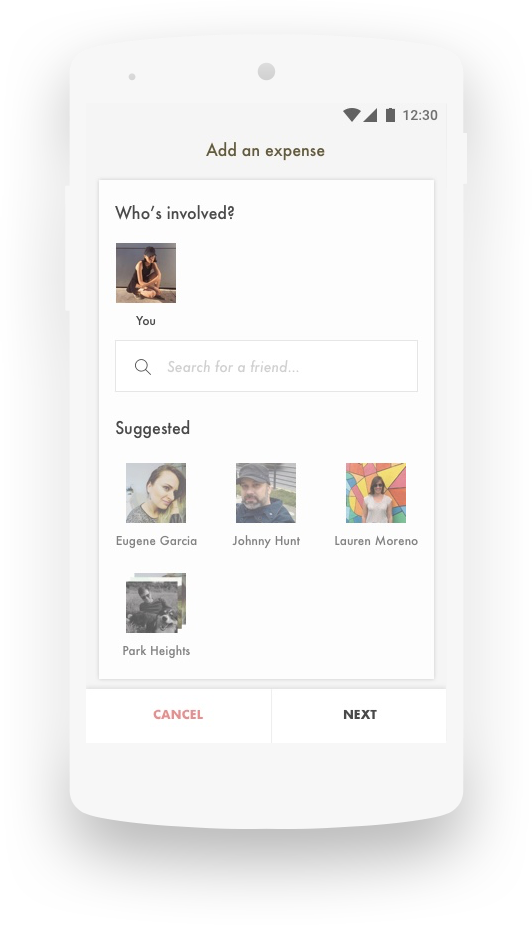 12:30
Add an expense
Who's involved?
You
Search for a friend...
Suggested
Eugene Garcia
Johnny Hunt
Lauren Moreno
Park Heights
CANCEL
NEXT